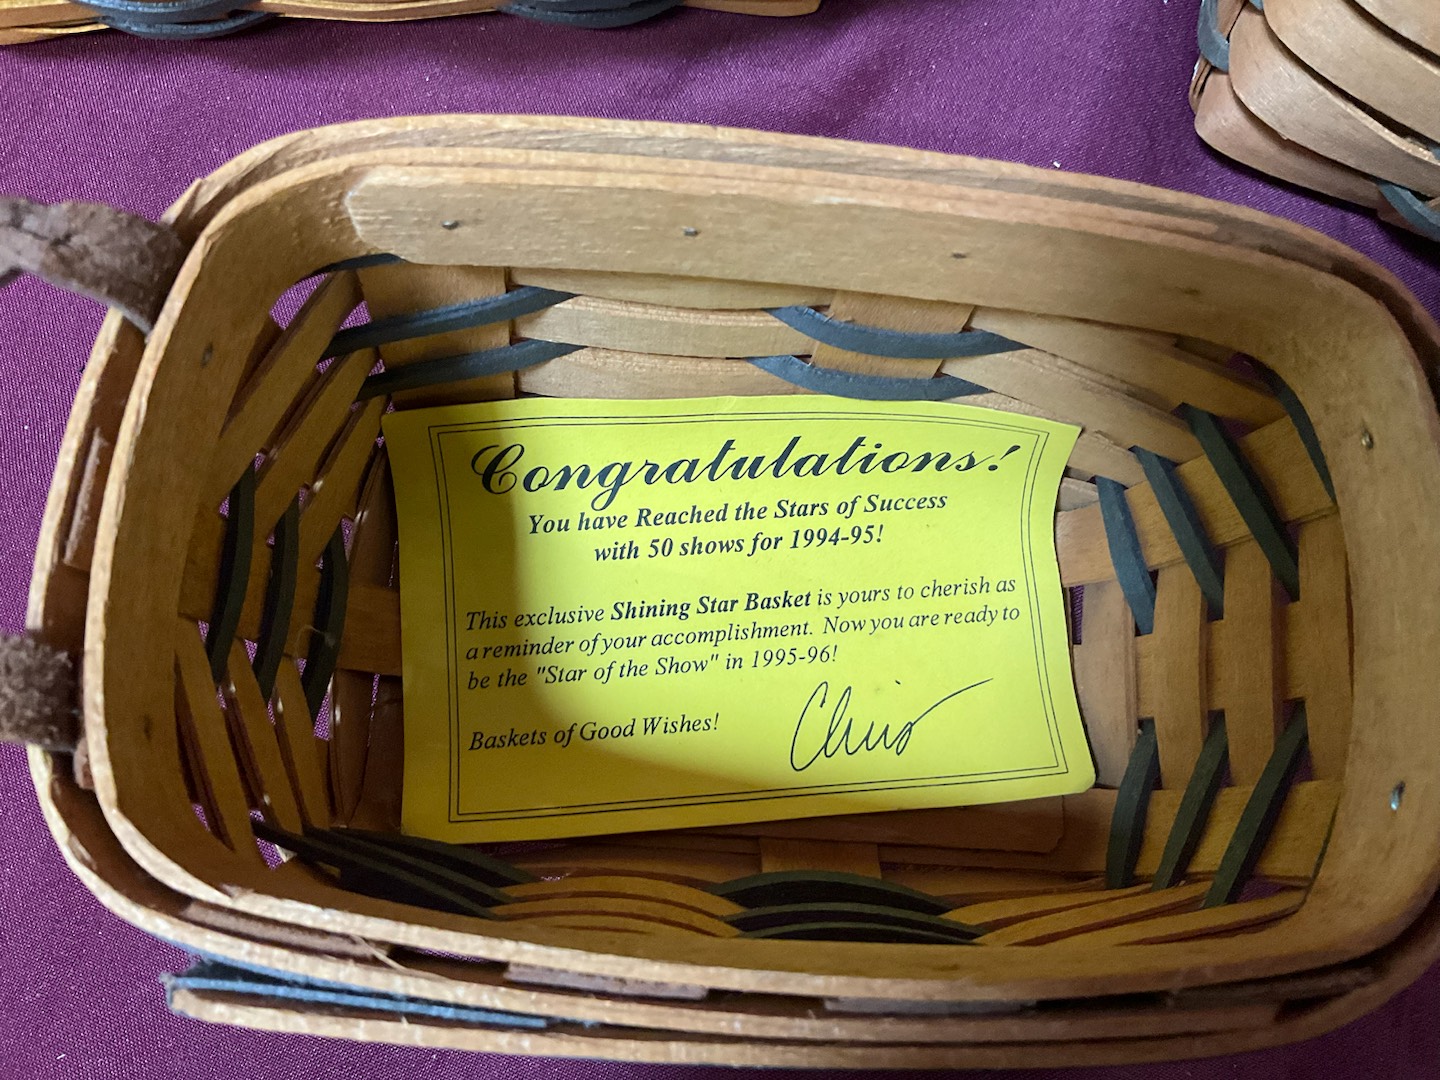 Congratulations!
You have Reached the Stars of Success
with 50 shows for 1994-95!
This exclusive Shining Star Basket is yours to cherish as
a reminder of your accomplishment. Now you are ready to
be the "Star of the Show" in 1995-96!
Baskets of Good Wishes!
Chris